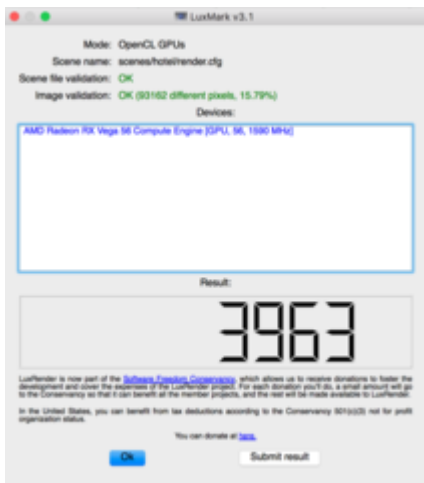 LuxMark v3.1
Mode: OpenCL GPUs
Scene name: scenes/hotel/render.cfg
Scene file validation: OK
Image validation: OK (93162 different pixels, 15.79%)
Devices:
AMD Radeon RX Vega 56 Compute Engine [GPU, 56, 1590 MHz]
Result:
3963
LuxRender is now part of the Software Freedom Conservancy, which allows us to receive donations to foster the
development and cover the expenses of the LuxRender project. For each donation you'll do, a small amount will go
to the Conservancy so that it can benefit all the member projects, and the rest will be made available to LuxRender.
In the United States, you can benefit from tax deductions according to the Conservancy 501(c)(3) not for profit
organization status.
You can donate at here.
Ok
Submit result